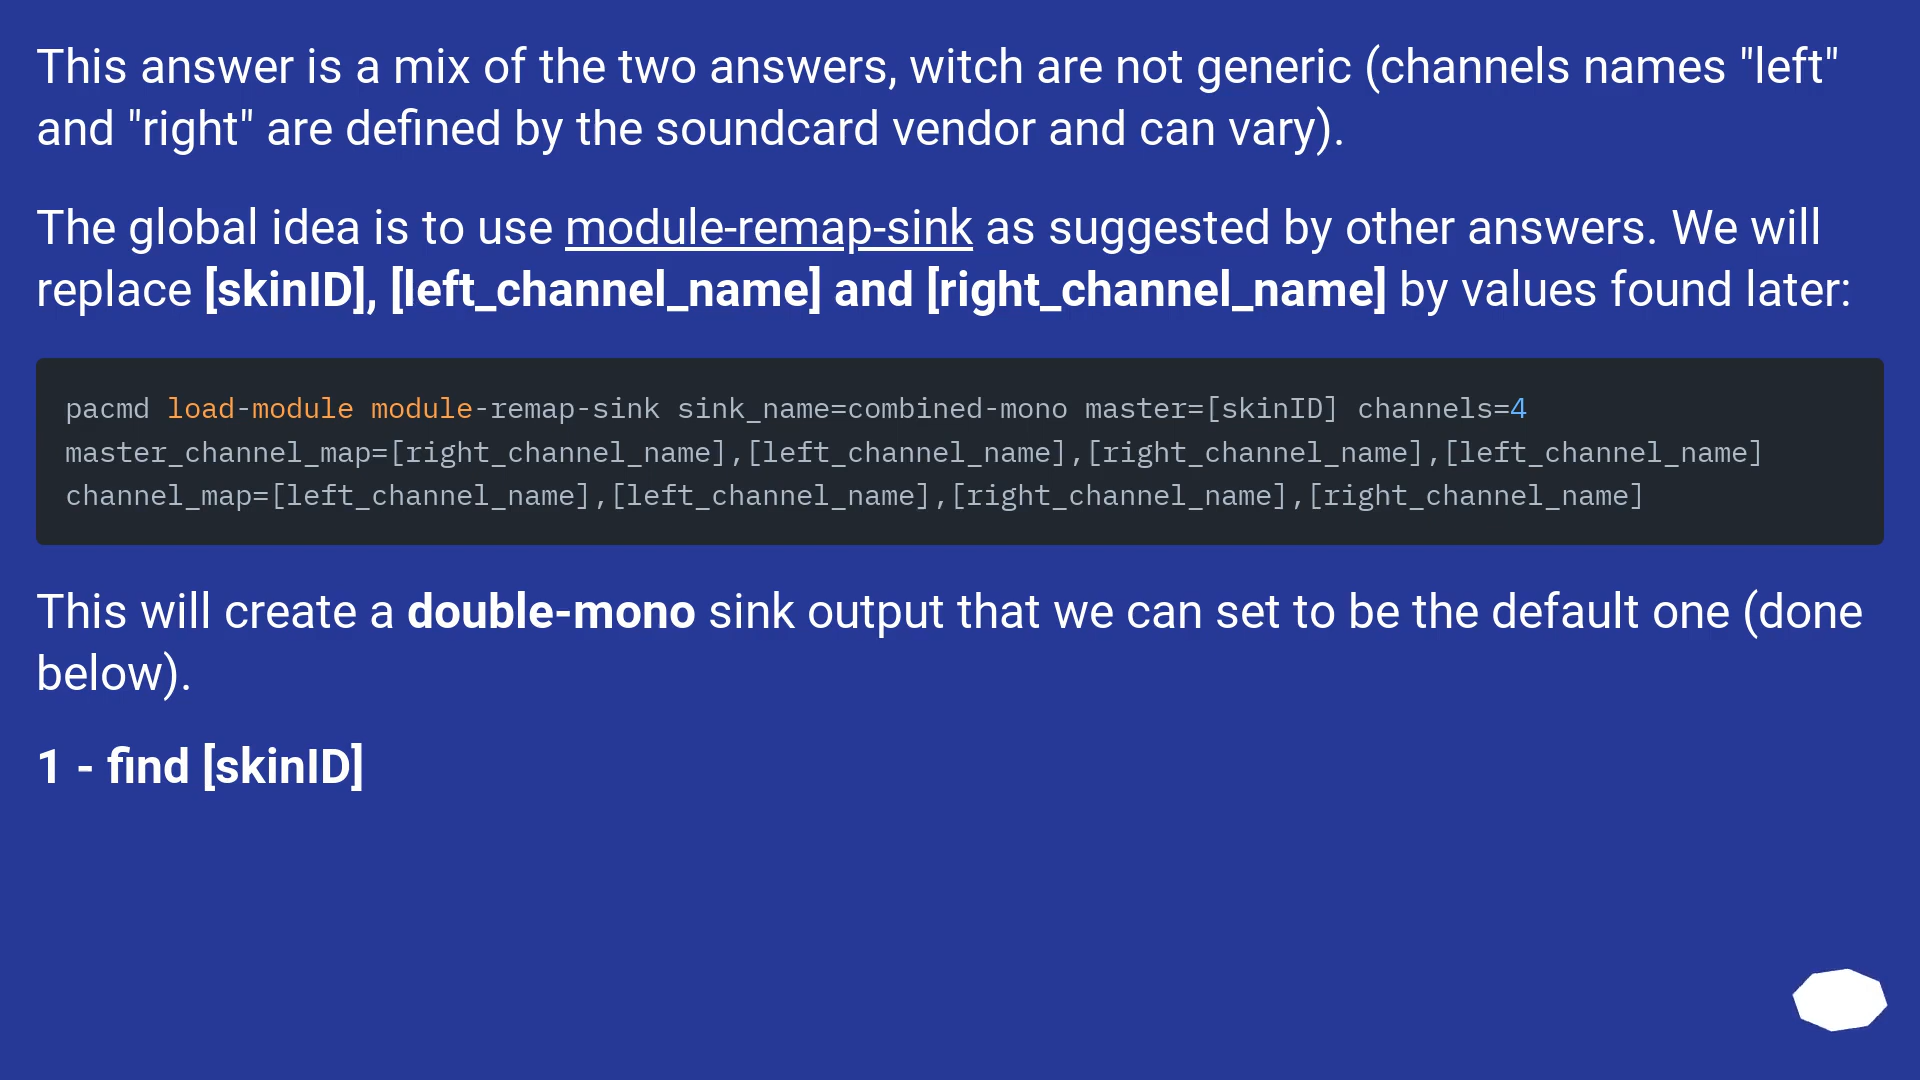 This answer is a mix of the two answers, witch are not generic (channels names "left"
and "right" are defined by the soundcard vendor and can vary).
The global idea is to use module-remap-sink as suggested by other answers. We will
replace [skinID], [left_channel_name] and [right_channel_name] by values found later:
pacmd load-module module-remap-sink sink_name=combined-mono master=[skinID] channels=4
master_channel_map=[right_channel_name],[left_channel_name],[right_channel_name],[left_channel_name]
channel_map=[left_channel_name],[left_channel_name],[right_channel_name],[right_channel_name]
This will create a double-mono sink output that we can set to be the default one (done
below).
1 - find [skinID]